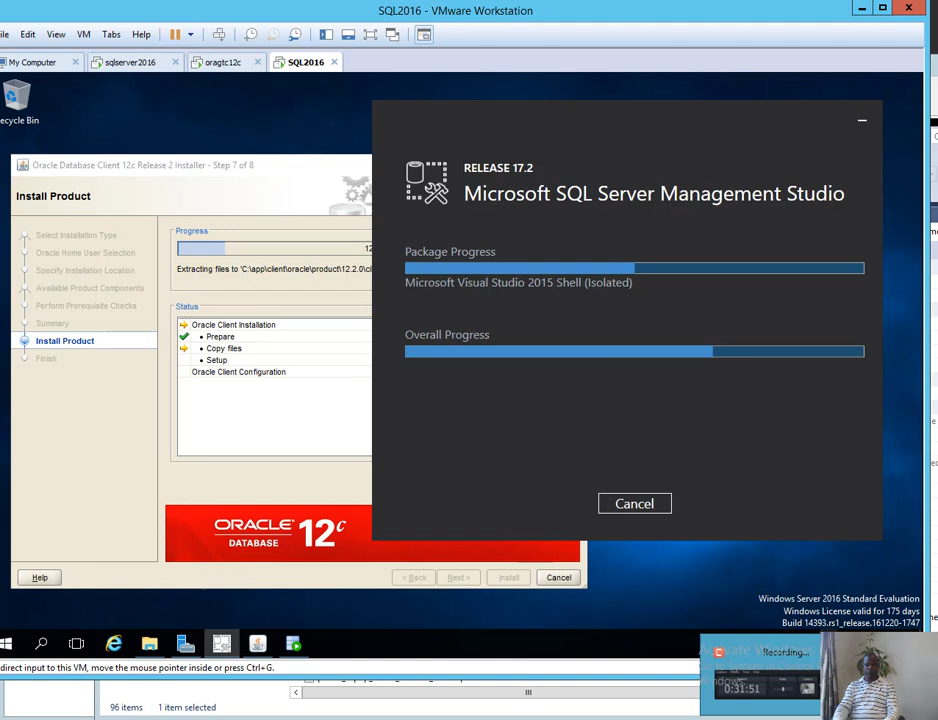 SQL2016 - VMware Workstation
ile Edit View VM Tabs Help
My Computer sqlserver2016 oragtc12c SQL2016
ecycle Bin
Oracle Database Client 12c Release 2 Installer - Step 7 of 8
Install Product
Select Installation Type
Oracle Home User Selection
Specify Installation Location
Available Product Components
Perform Prerequisite Checks
Summary
Install Product
Finish
Progress
12
Extracting files to 'C:\app\client\oracle\product\12.2.0\cl
Status
Oracle Client Installation
• Prepare
• Copy files
• Setup
Oracle Client Configuration
ORACLE
DATABASE
12c
Help
< Back Next > Install Cancel
RELEASE 17.2
Microsoft SQL Server Management Studio
Package Progress
Microsoft Visual Studio 2015 Shell (Isolated)
Overall Progress
Cancel
Windows Server 2016 Standard Evaluation
Windows License valid for 175 days
Build 14393.rs1_release.161220-1747
direct input to this VM, move the mouse pointer inside or press Ctrl+G.
Recording...
0:31:51
96 items 1 item selected